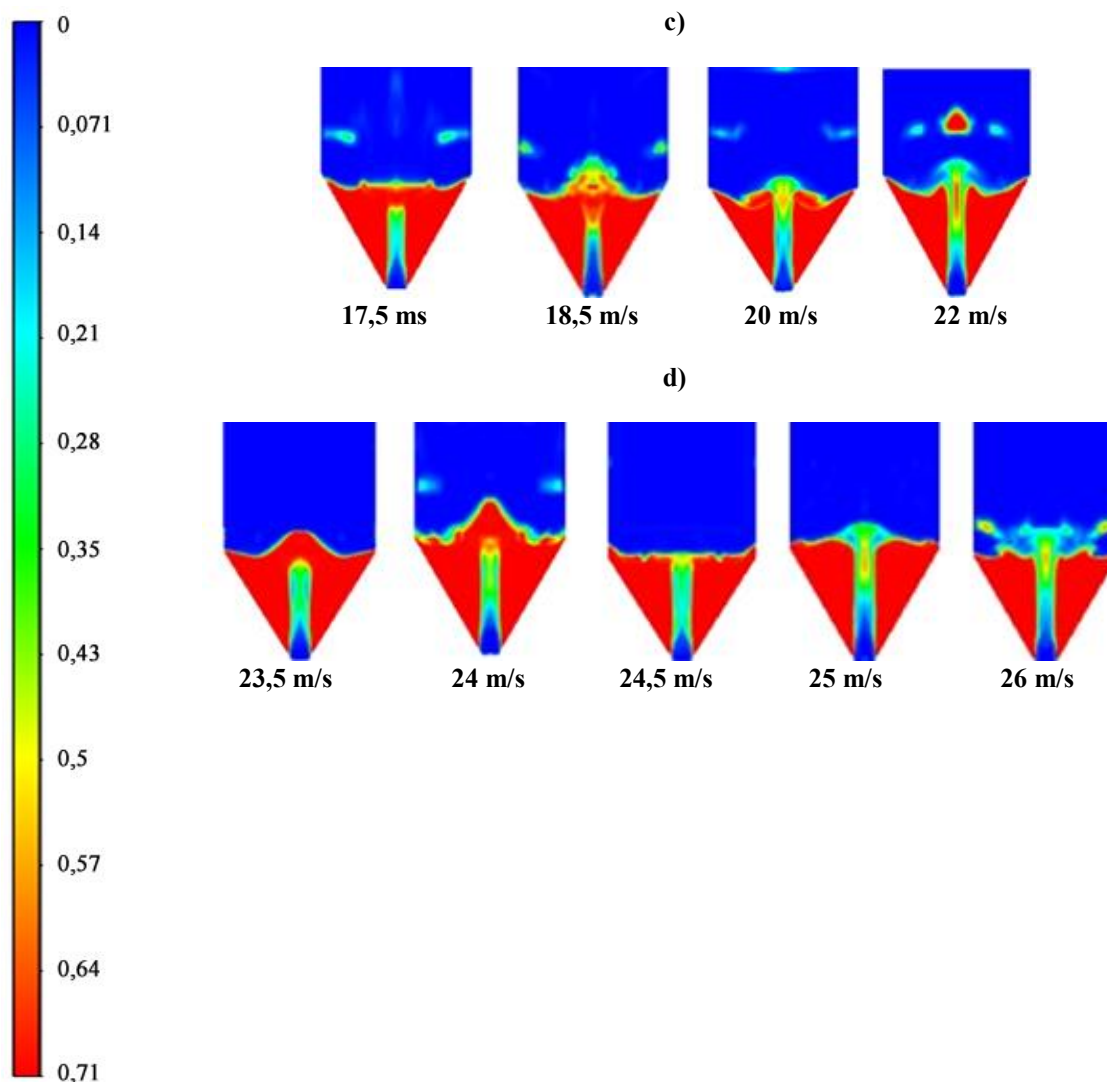 0
0,071
0,14
0,21
0,28
0,35
0,43
0,5
0,57
0,64
0,71
c)
17,5 ms
18,5 m/s
20 m/s
22 m/s
d)
23,5 m/s
24 m/s
24,5 m/s
25 m/s
26 m/s